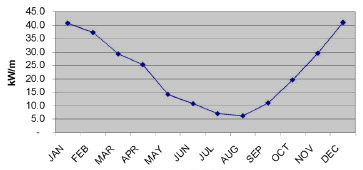 45.0
40.0
35.0
30.0
25.0
20.0
15.0
10.0
5.0
-
kW/m
JAN
FEB
MAR
APR
MAY
JUN
JUL
AUG
SEP
OCT
NOV
DEC